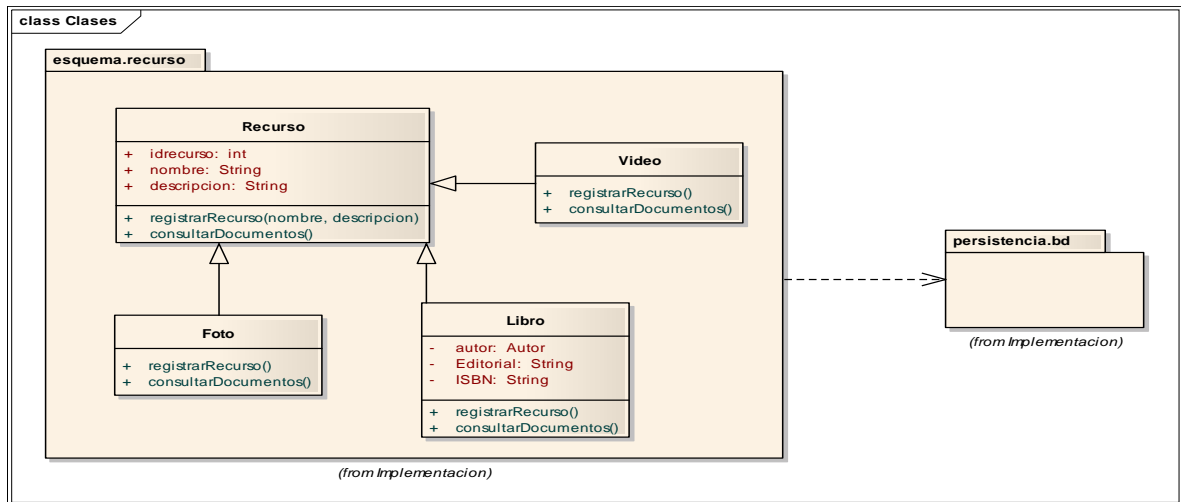 class Clases
esquema.recurso
Recurso
+ idrecurso: int
+ nombre: String
+ descripcion: String
+ registrarRecurso(nombre, descripcion)
+ consultarDocumentos()
Video
+ registrarRecurso()
+ consultarDocumentos()
Foto
+ registrarRecurso()
+ consultarDocumentos()
Libro
- autor: Autor
- Editorial: String
- ISBN: String
+ registrarRecurso()
+ consultarDocumentos()
(from Implementacion)
persistencia.bd
(from Implementacion)